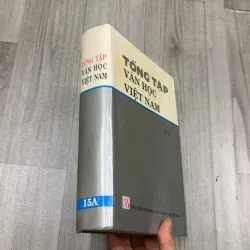 TỔNG TẬP
VĂN HỌC
VIỆT NAM
15A
TỔNG TẬP
VĂN HỌC
VIỆT NAM